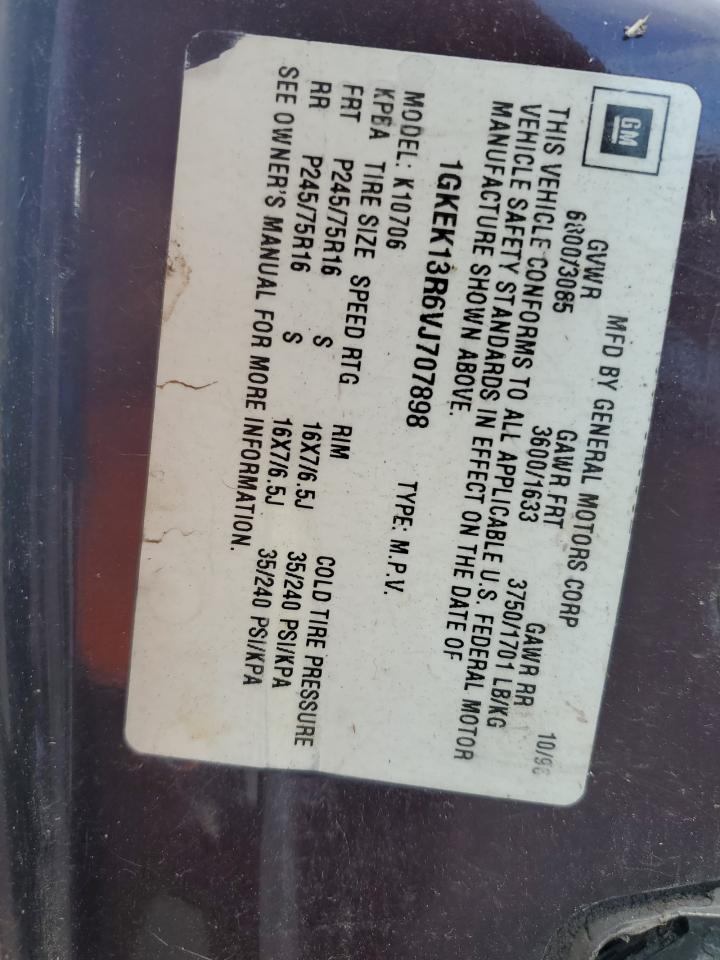 GM
MFD BY GENERAL MOTORS CORP 10/96
GVWR GAWR FRT GAWR RR
6800/3085 3600/1633 3750/1701 LB/KG
THIS VEHICLE CONFORMS TO ALL APPLICABLE U.S. FEDERAL MOTOR
VEHICLE SAFETY STANDARDS IN EFFECT ON THE DATE OF
MANUFACTURE SHOWN ABOVE.
1GKEK13R6VJ707898 TYPE: M.P.V.
MODEL: K10706
TIRE SIZE SPEED RTG RIM COLD TIRE PRESSURE
FRT P245/75R16 S 16X7/6.5J 35/240 PSI/KPA
RR P245/75R16 S 16X7/6.5J 35/240 PSI/KPA
SEE OWNER'S MANUAL FOR MORE INFORMATION.